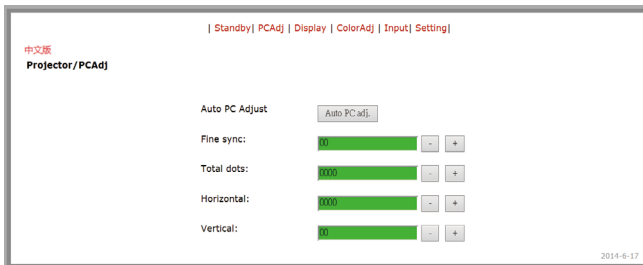 | Standby| PCAdj | Display | ColorAdj | Input| Setting|
中文版
Projector/PCAdj
Auto PC Adjust Auto PC adj.
Fine sync: 00 - +
Total dots: 0000 - +
Horizontal: 0000 - +
Vertical: 00 - +
2014-6-17